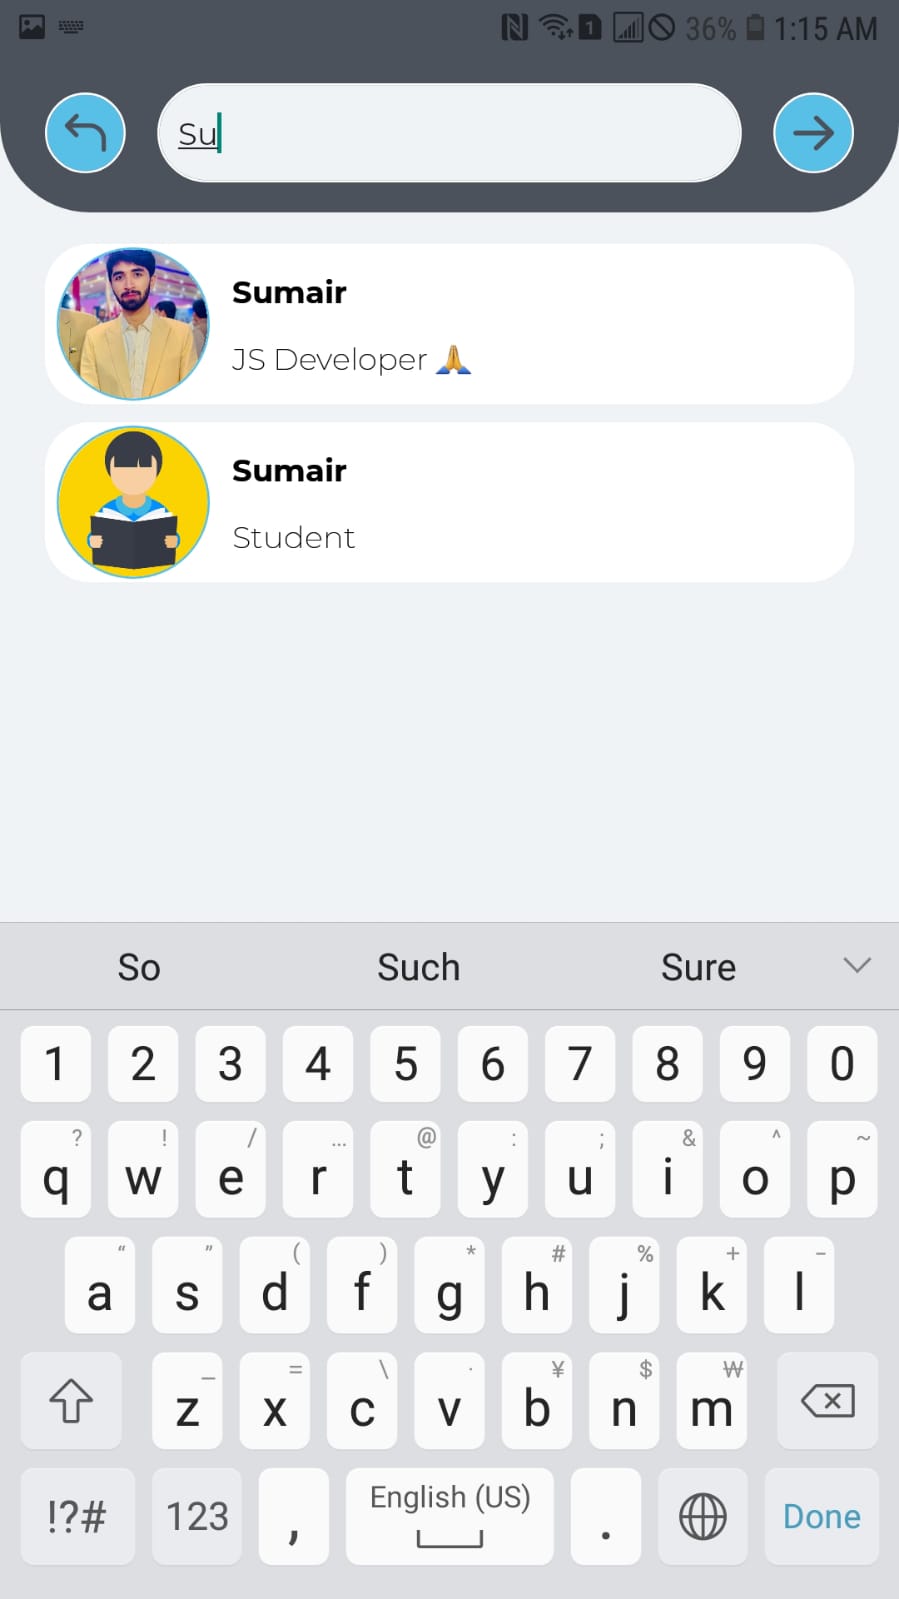 36% 1:15 AM
Su
Sumair
JS Developer 🙏
Sumair
Student
So Such Sure
1 2 3 4 5 6 7 8 9 0
? ! / ... @ : ; & ^ ~
q w e r t y u i o p
“ ” ( ) * # % + −
a s d f g h j k l
_ = \ · ¥ $ ₩
z x c v b n m
!?# 123 , English (US) . Done